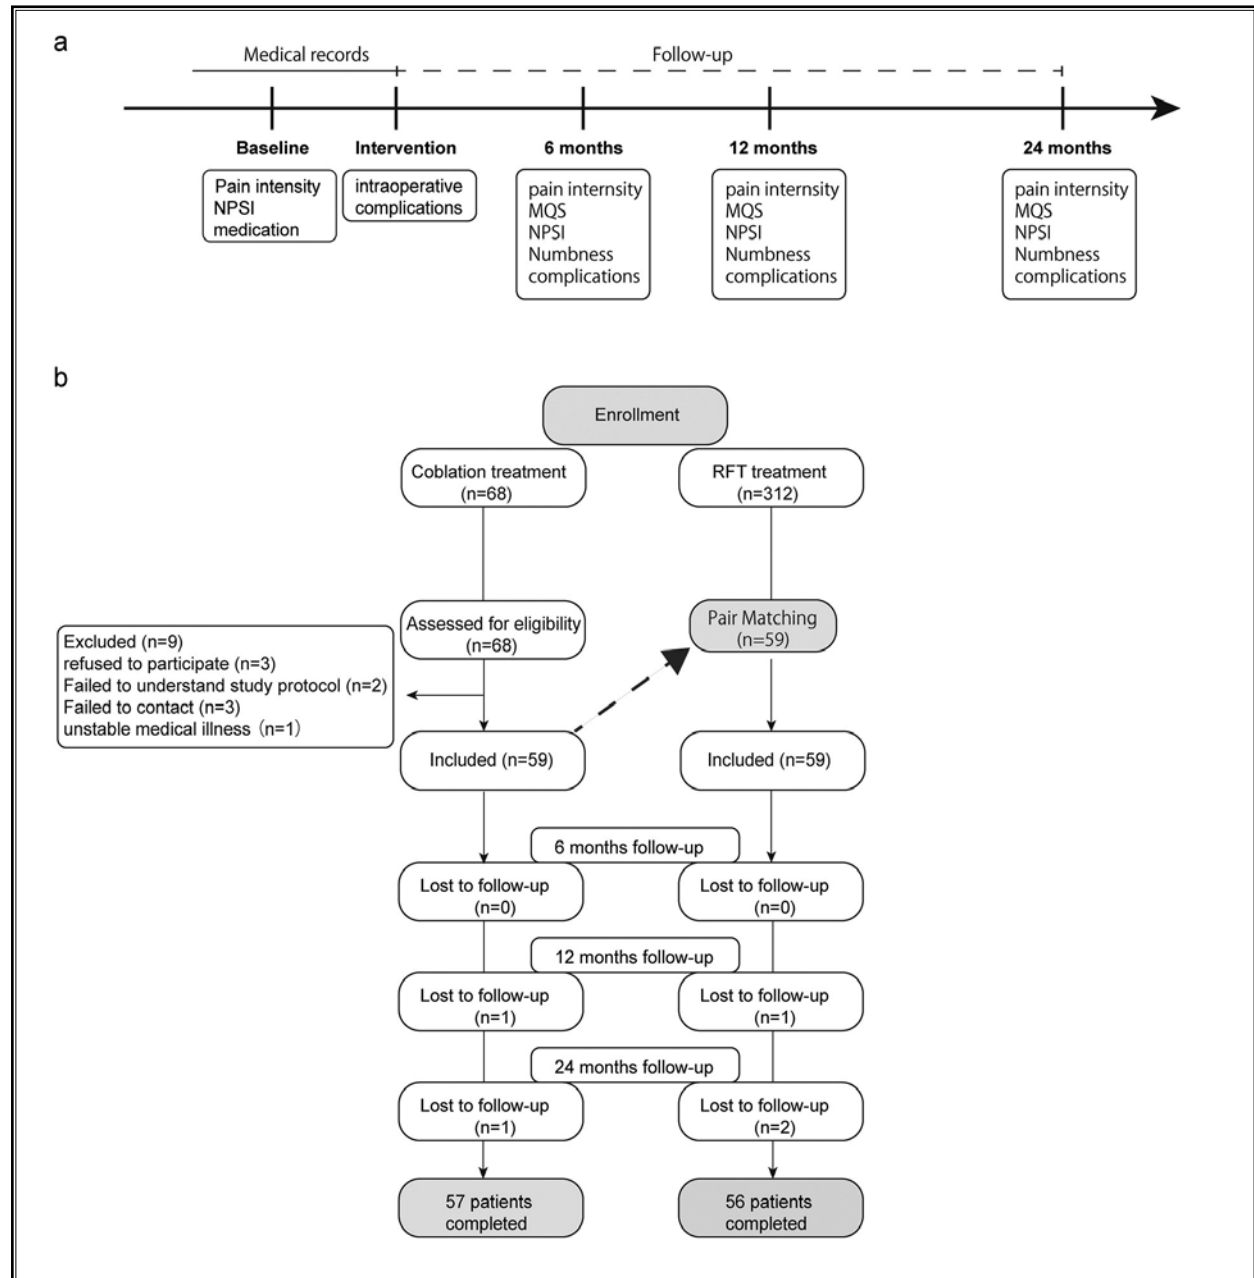 a
Medical records
Follow-up
Baseline
Intervention
6 months
12 months
24 months
Pain intensity
NPSI
medication
intraoperative
complications
pain internsity
MQS
NPSI
Numbness
complications
pain internsity
MQS
NPSI
Numbness
complications
pain internsity
MQS
NPSI
Numbness
complications
b
Enrollment
Coblation treatment
(n=68)
RFT treatment
(n=312)
Assessed for eligibility
(n=68)
Pair Matching
(n=59)
Excluded (n=9)
refused to participate (n=3)
Failed to understand study protocol (n=2)
Failed to contact (n=3)
unstable medical illness (n=1)
Included (n=59)
Included (n=59)
6 months follow-up
Lost to follow-up
(n=0)
Lost to follow-up
(n=0)
12 months follow-up
Lost to follow-up
(n=1)
Lost to follow-up
(n=1)
24 months follow-up
Lost to follow-up
(n=1)
Lost to follow-up
(n=2)
57 patients
completed
56 patients
completed